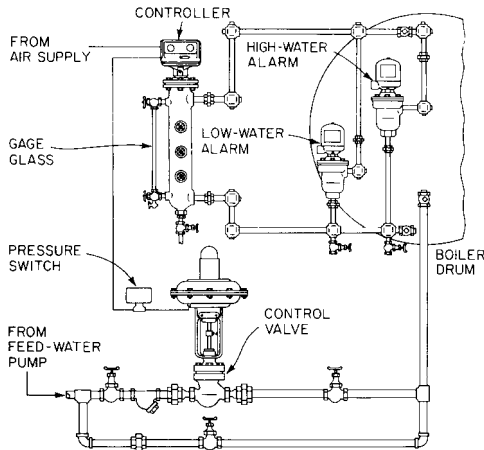 CONTROLLER
FROM
AIR SUPPLY
HIGH-WATER
ALARM
GAGE
GLASS
LOW-WATER
ALARM
PRESSURE
SWITCH
BOILER
DRUM
CONTROL
VALVE
FROM
FEED-WATER
PUMP